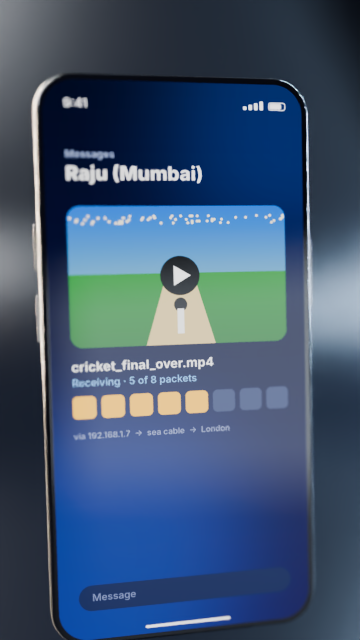 9:41
Messages
Raju (Mumbai)
cricket_final_over.mp4
Receiving · 5 of 8 packets
via 192.168.1.7 → sea cable → London
Message